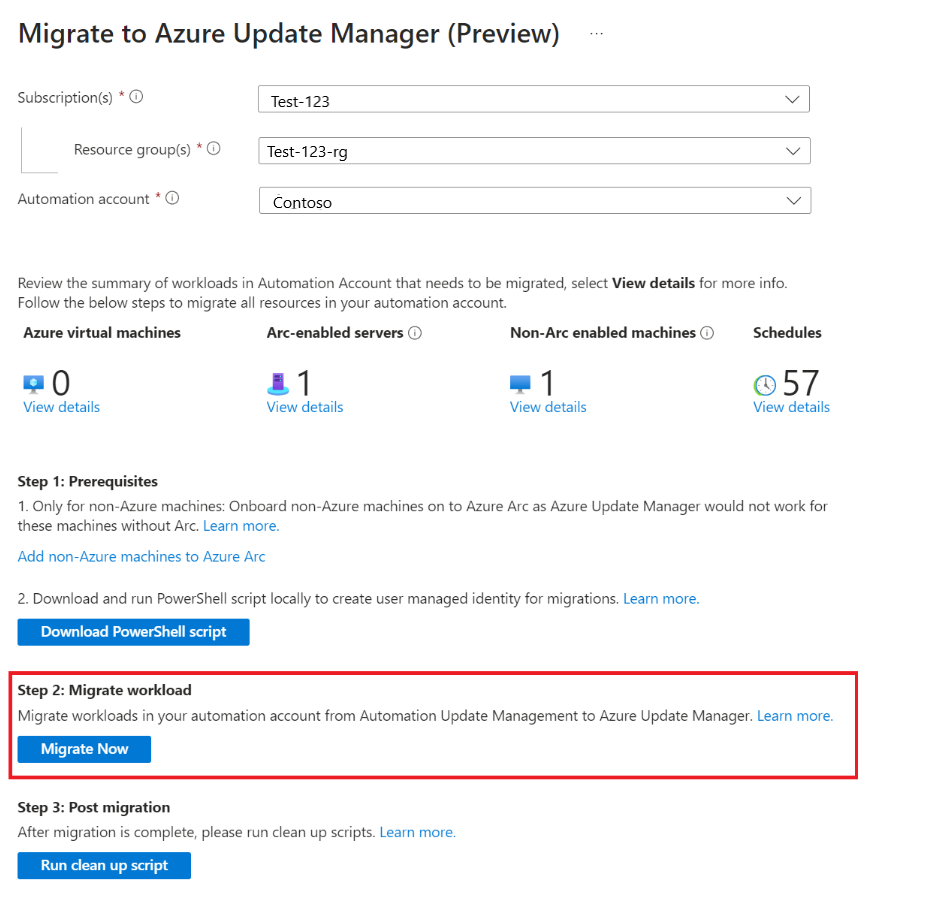 Migrate to Azure Update Manager (Preview) ...
Subscription(s) *
Test-123
Resource group(s) *
Test-123-rg
Automation account *
Contoso
Review the summary of workloads in Automation Account that needs to be migrated, select View details for more info.
Follow the below steps to migrate all resources in your automation account.
Azure virtual machines
Arc-enabled servers
Non-Arc enabled machines
Schedules
0
1
1
57
View details
View details
View details
View details
Step 1: Prerequisites
1. Only for non-Azure machines: Onboard non-Azure machines on to Azure Arc as Azure Update Manager would not work for
these machines without Arc. Learn more.
Add non-Azure machines to Azure Arc
2. Download and run PowerShell script locally to create user managed identity for migrations. Learn more.
Download PowerShell script
Step 2: Migrate workload
Migrate workloads in your automation account from Automation Update Management to Azure Update Manager. Learn more.
Migrate Now
Step 3: Post migration
After migration is complete, please run clean up scripts. Learn more.
Run clean up script